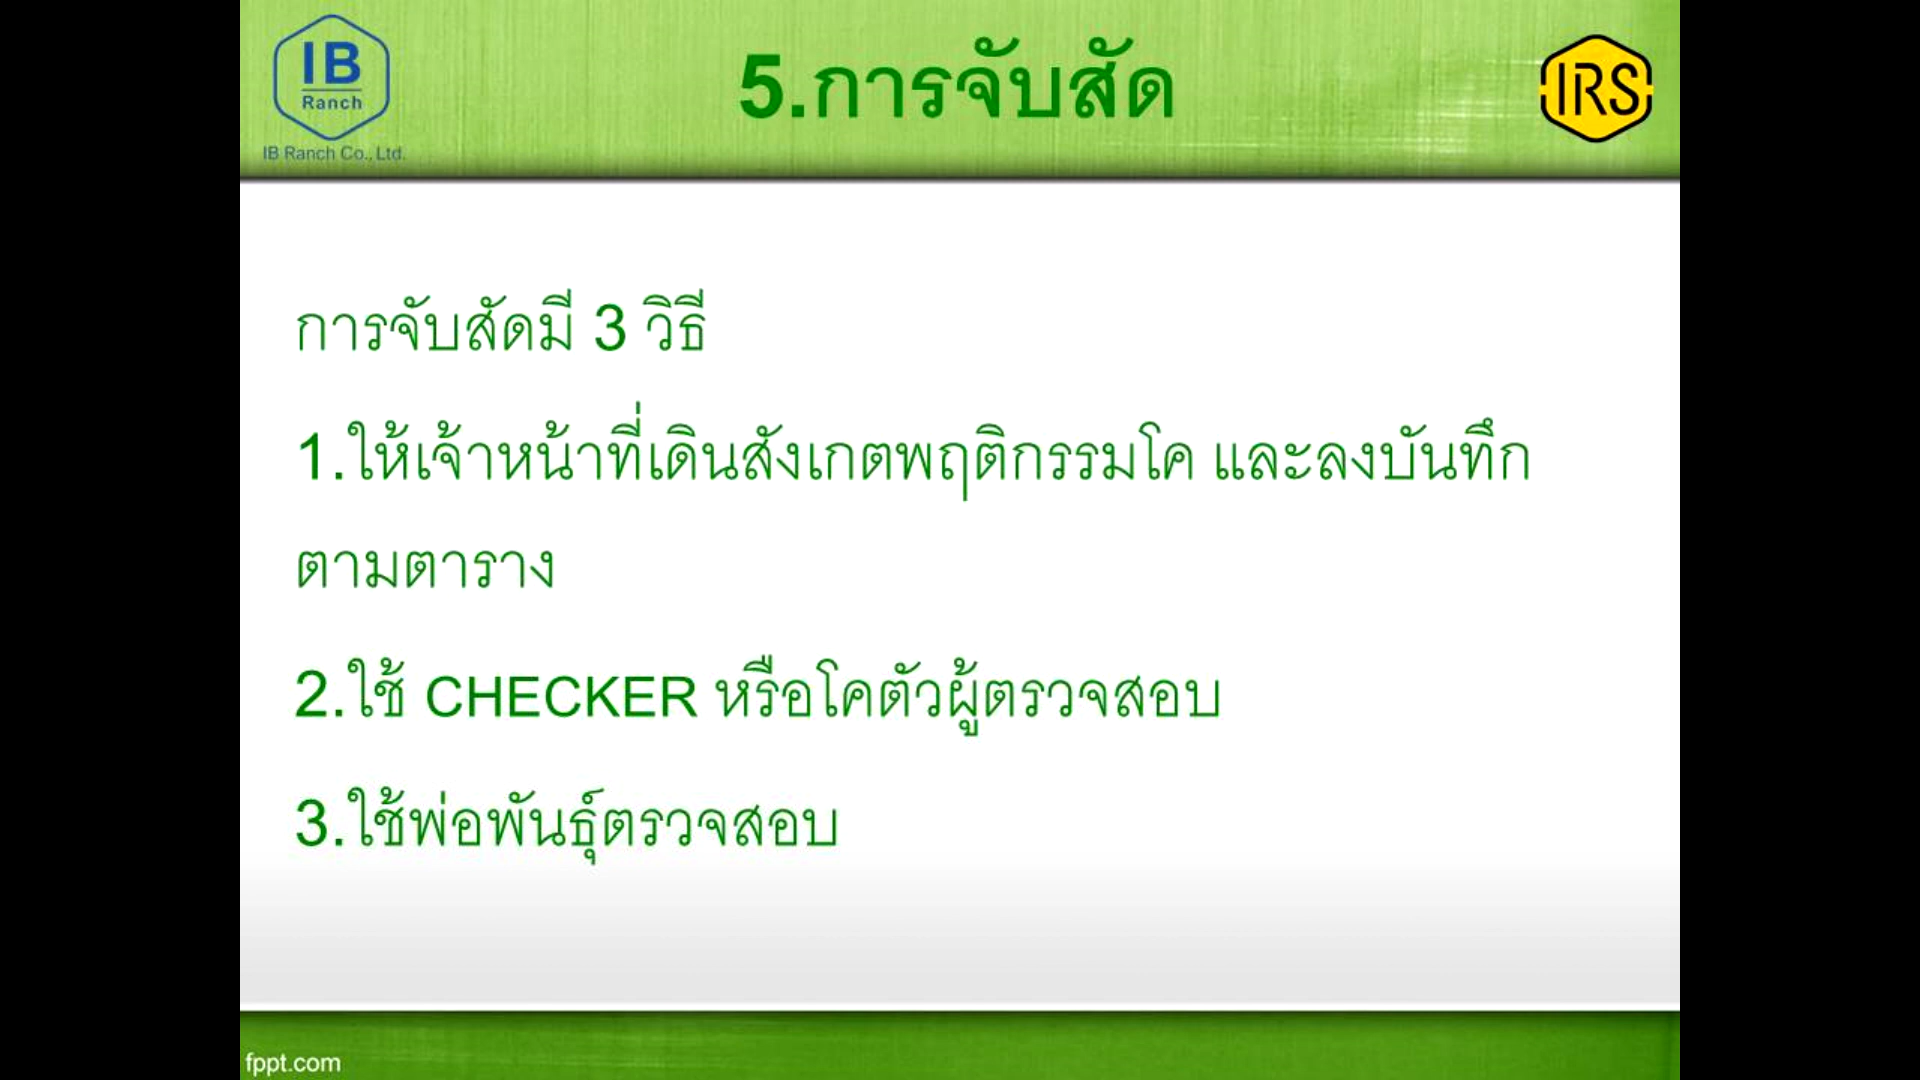 IB
Ranch
IB Ranch Co., Ltd.
5.การจับสัด
IRS
การจับสัดมี 3 วิธี
1.ให้เจ้าหน้าที่เดินสังเกตพฤติกรรมโค และลงบันทึก
ตามตาราง
2.ใช้ CHECKER หรือโคตัวผู้ตรวจสอบ
3.ใช้พ่อพันธุ์ตรวจสอบ
fppt.com